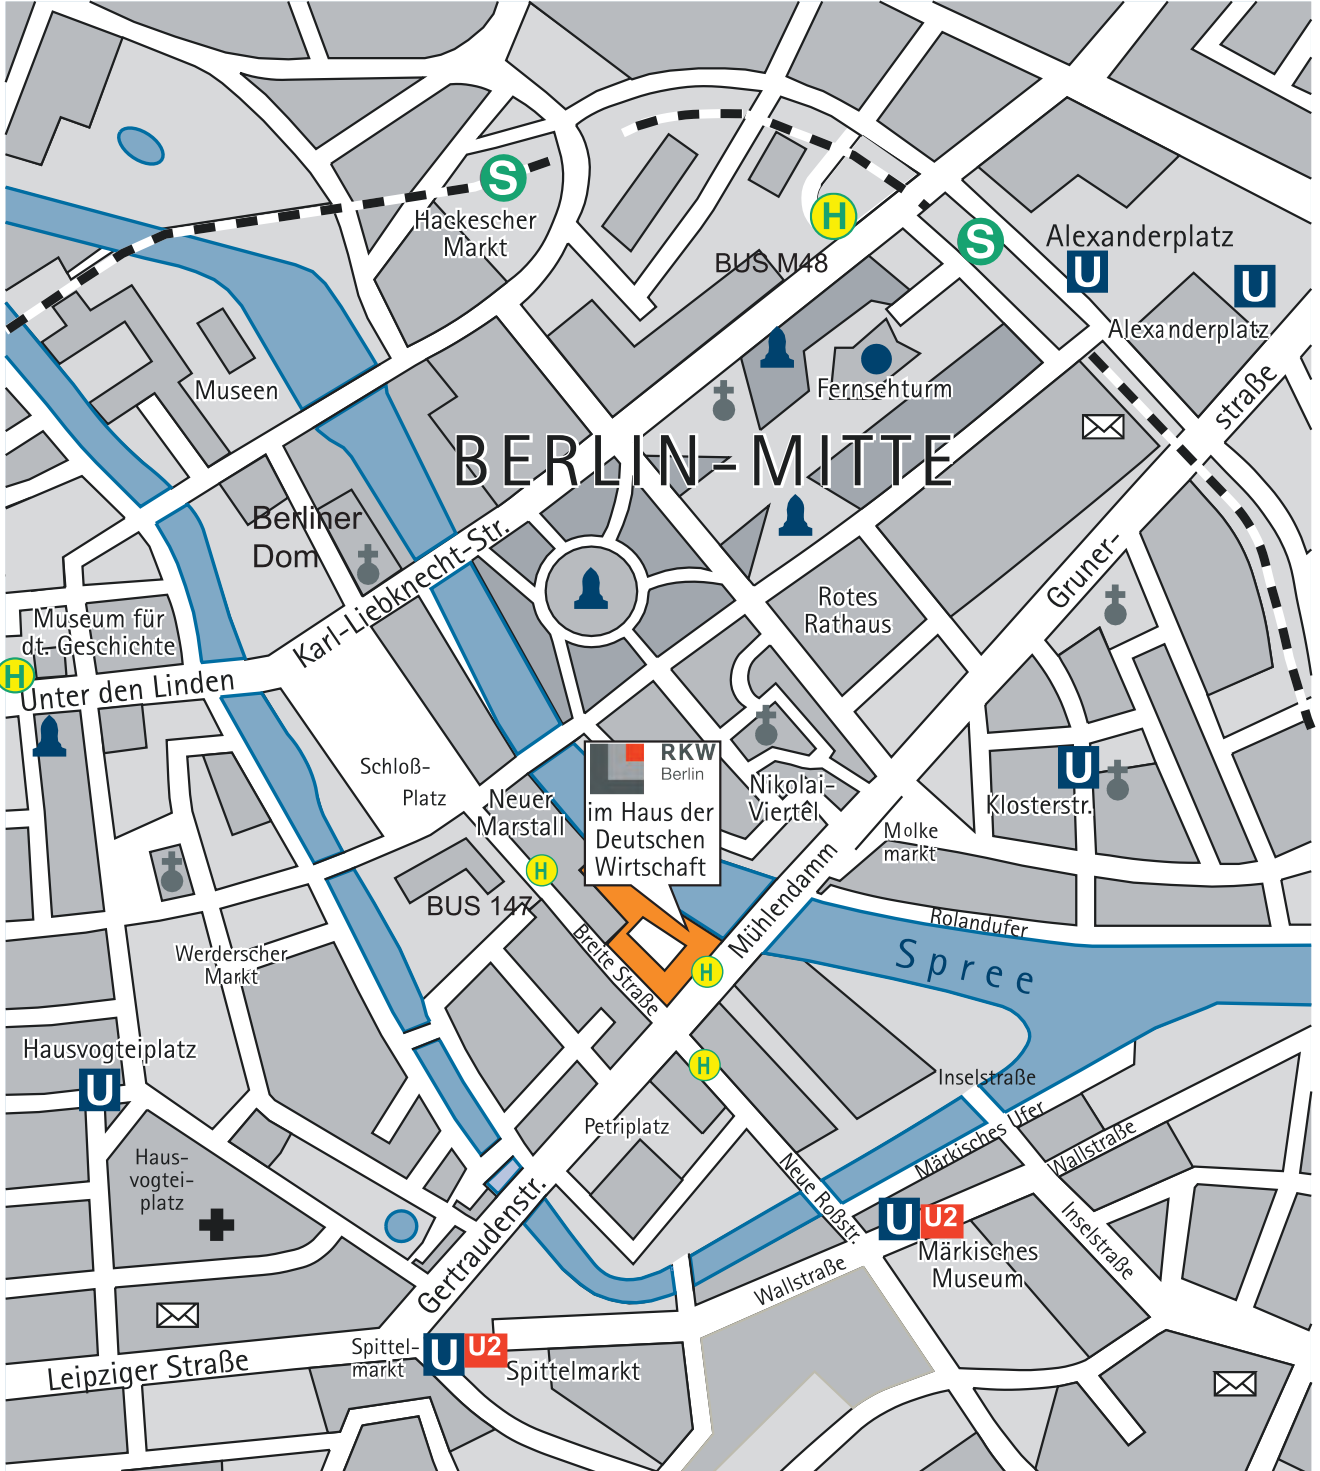 S
Hackescher
Markt
H
BUS M48
S
Alexanderplatz
U
U
Alexanderplatz
Museen
Fernsehturm
straße
BERLIN-MITTE
Berliner
Dom
Karl-Liebknecht-Str.
Gruner-
Rotes
Rathaus
Museum für
dt. Geschichte
H
Unter den Linden
Schloß-
Platz
Neuer
Marstall
RKW
Berlin
im Haus der
Deutschen
Wirtschaft
Nikolai-
Viertel
U
Klosterstr.
Molke
markt
H
BUS 147
Mühlendamm
Rolandufer
Spree
Breite Straße
H
Werderscher
Markt
Hausvogteiplatz
U
H
Inselstraße
Petriplatz
Märkisches Ufer
Wallstraße
Haus-
vogtei-
platz
Neue Roßstr.
U U2
Märkisches
Museum
Inselstraße
Gertraudenstr.
Wallstraße
Spittel-
markt
U U2
Spittelmarkt
Leipziger Straße